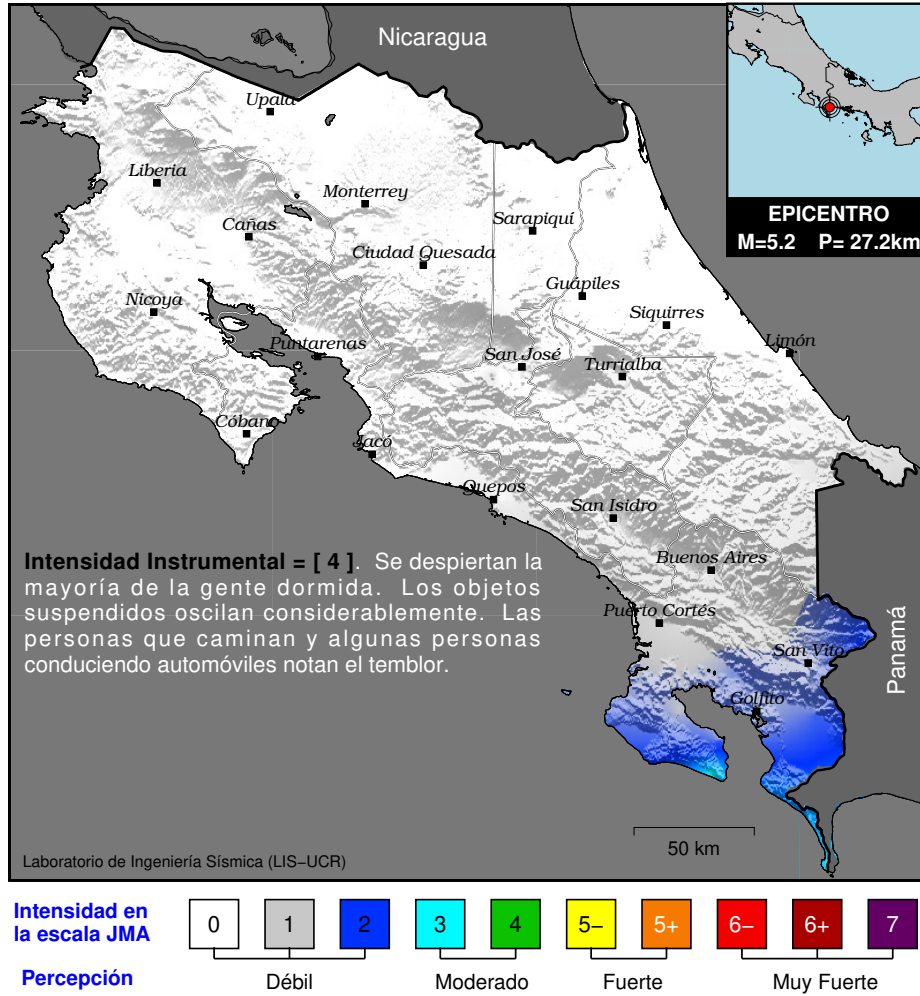 Nicaragua
Upala
Liberia
Monterrey
Cañas
Sarapiquí
Ciudad Quesada
EPICENTRO
M=5.2 P= 27.2km
Nicoya
Guápiles
Siquirres
Puntarenas
San José
Limón
Turrialba
Cóbano
Jacó
Quepos
San Isidro
Intensidad Instrumental = [ 4 ]. Se despiertan la
mayoría de la gente dormida. Los objetos
suspendidos oscilan considerablemente. Las
personas que caminan y algunas personas
conduciendo automóviles notan el temblor.
Buenos Aires
Puerto Cortés
San Vito
Panamá
Golfito
50 km
Laboratorio de Ingeniería Sísmica (LIS−UCR)
Intensidad en
la escala JMA
0 1 2 3 4 5− 5+ 6− 6+ 7
Percepción
Débil Moderado Fuerte Muy Fuerte